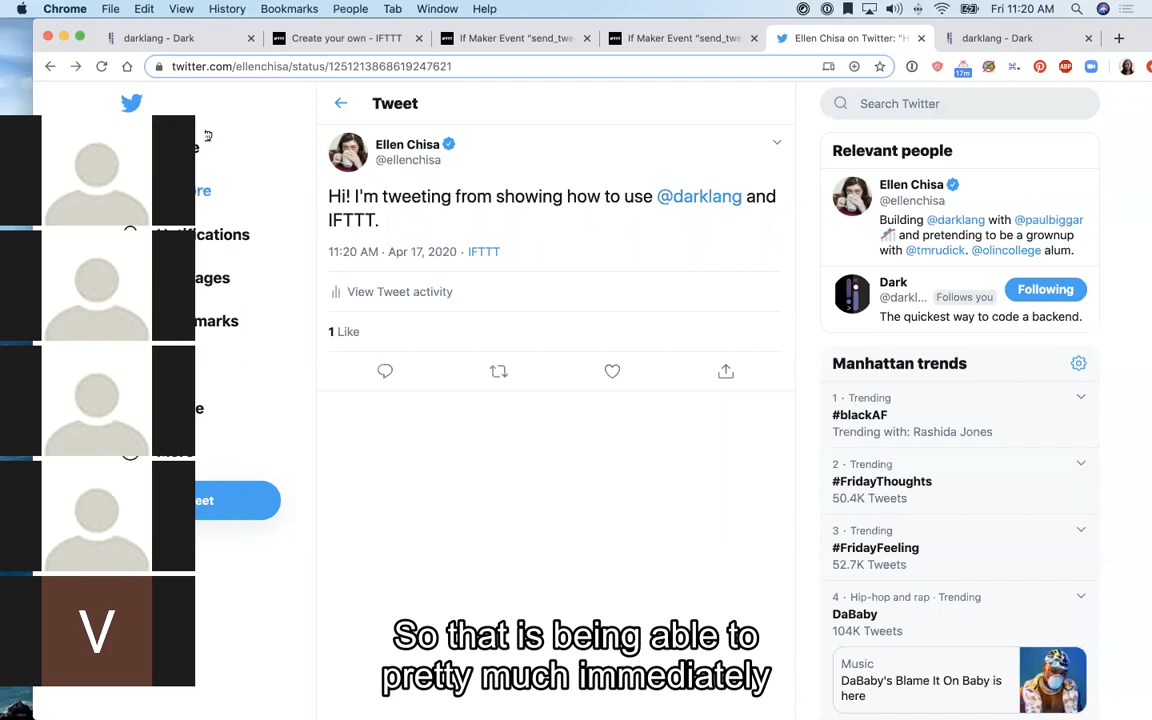 Chrome File Edit View History Bookmarks People Tab Window Help Fri 11:20 AM
darklang - Dark
Create your own - IFTTT
If Maker Event "send_twe
If Maker Event "send_twe
Ellen Chisa on Twitter: "H
darklang - Dark
twitter.com/ellenchisa/status/1251213868619247621
17m
ABP
Tweet
Search Twitter
Ellen Chisa
@ellenchisa
Hi! I'm tweeting from showing how to use @darklang and
IFTTT.
11:20 AM · Apr 17, 2020 · IFTTT
View Tweet activity
1 Like
Relevant people
Ellen Chisa
@ellenchisa
Building @darklang with @paulbiggar
and pretending to be a grownup
with @tmrudick. @olincollege alum.
Dark
@darkl... Follows you
Following
The quickest way to code a backend.
Manhattan trends
1 · Trending
#blackAF
Trending with: Rashida Jones
2 · Trending
#FridayThoughts
50.4K Tweets
3 · Trending
#FridayFeeling
52.7K Tweets
4 · Hip-hop and rap · Trending
DaBaby
104K Tweets
Music
DaBaby's Blame It On Baby is
here
V
So that is being able to
pretty much immediately